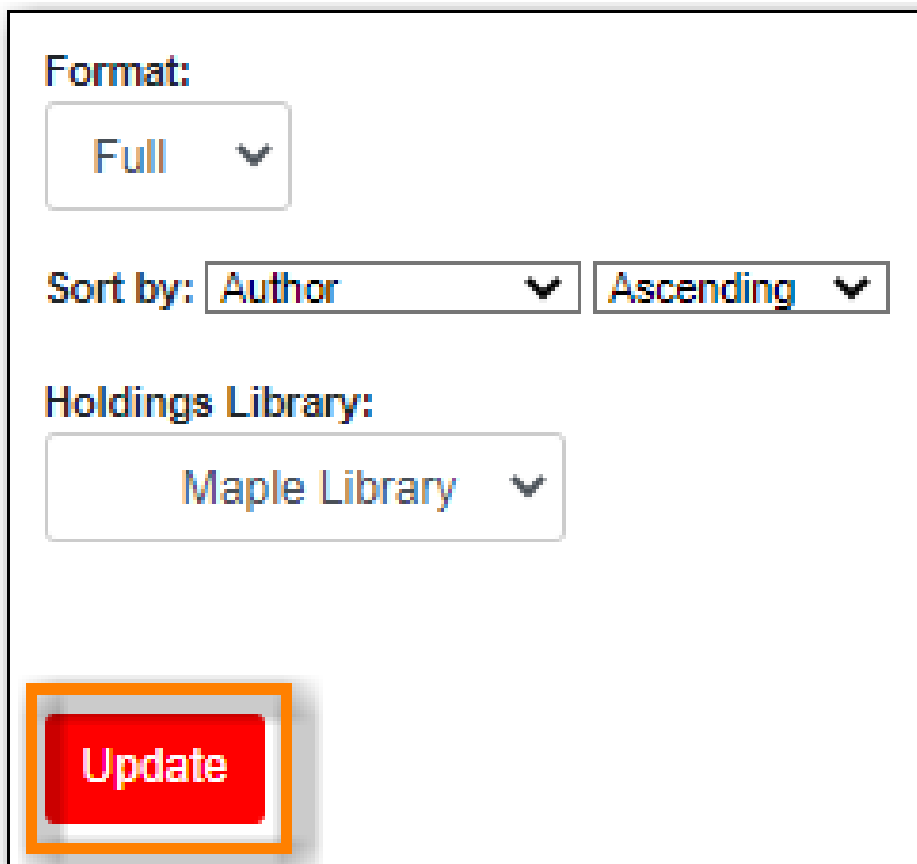 Format:
Full
Sort by: Author Ascending
Holdings Library:
Maple Library
Update